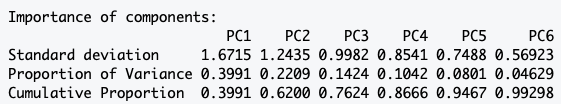 Importance of components:
PC1 PC2 PC3 PC4 PC5 PC6
Standard deviation 1.6715 1.2435 0.9982 0.8541 0.7488 0.56923
Proportion of Variance 0.3991 0.2209 0.1424 0.1042 0.0801 0.04629
Cumulative Proportion 0.3991 0.6200 0.7624 0.8666 0.9467 0.99298